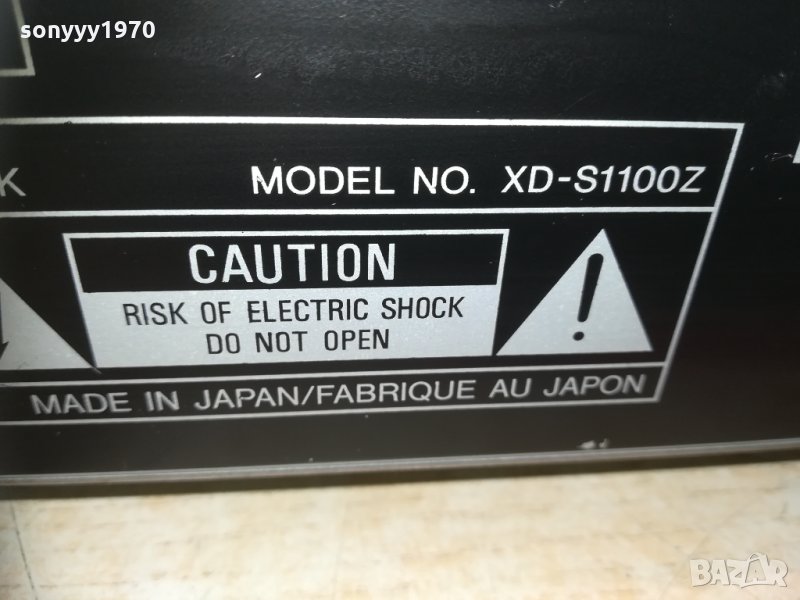 sonyyy1970
K
MODEL NO. XD-S1100Z
CAUTION
RISK OF ELECTRIC SHOCK
DO NOT OPEN
MADE IN JAPAN/FABRIQUE AU JAPON
BAZAR